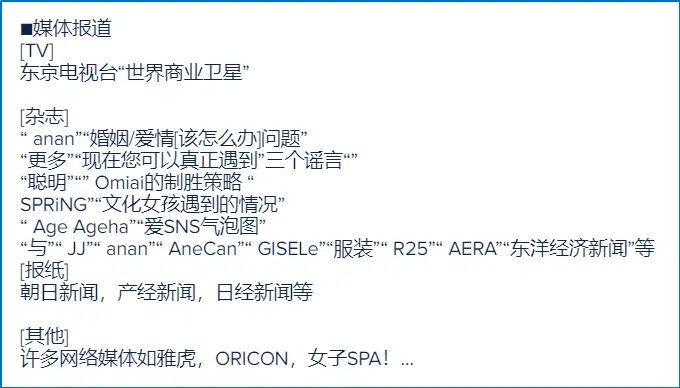 ■媒体报道
[TV]
东京电视台“世界商业卫星”
[杂志]
“ anan”“婚姻/爱情[该怎么办]问题”
“更多”“现在您可以真正遇到”三个谣言“”
“聪明”“” Omiai的制胜策略 “
SPRiNG”“文化女孩遇到的情况”
“ Age Ageha”“爱SNS气泡图”
“与”“ JJ”“ anan”“ AneCan”“ GISELe”“服装”“ R25”“ AERA”“东洋经济新闻”等
[报纸]
朝日新闻，产经新闻，日经新闻等
[其他]
许多网络媒体如雅虎，ORICON，女子SPA！...